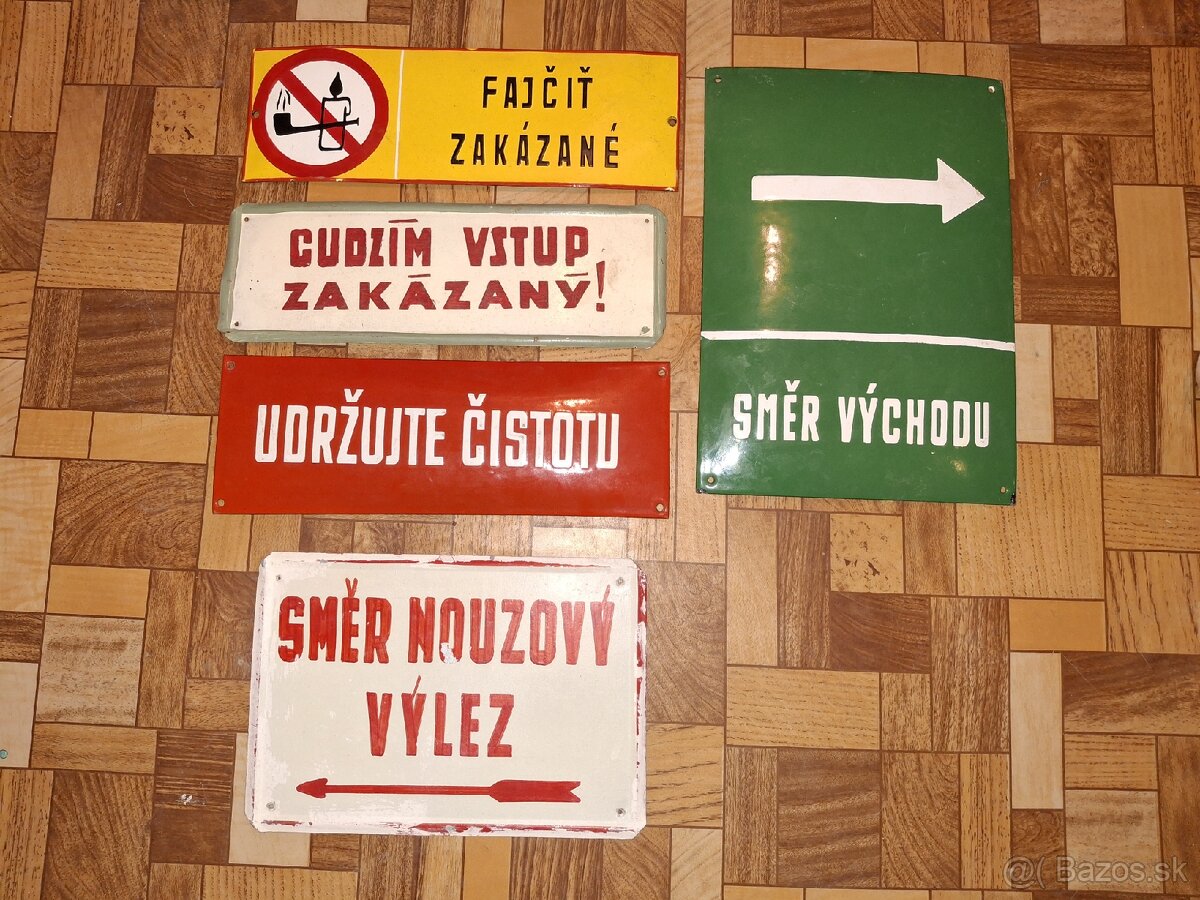 FAJČIŤ
ZAKÁZANÉ
CUDZÍM VSTUP
ZAKÁZANÝ!
UDRŽUJTE ČISTOTU
SMĚR VÝCHODU
SMĚR NOUZOVÝ
VÝLEZ
@( Bazos.sk